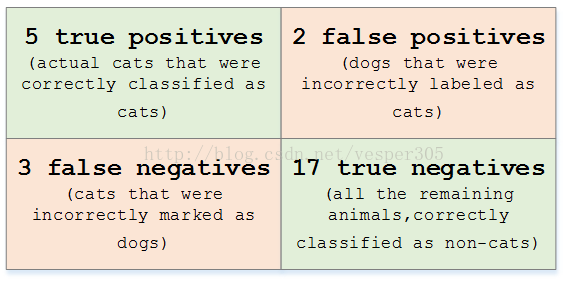 5 true positives
(actual cats that were
correctly classified as
cats)
2 false positives
(dogs that were
incorrectly labeled as
cats)
http://blog.csdn.net/vesper305
3 false negatives
(cats that were
incorrectly marked as
dogs)
17 true negatives
(all the remaining
animals,correctly
classified as non-cats)